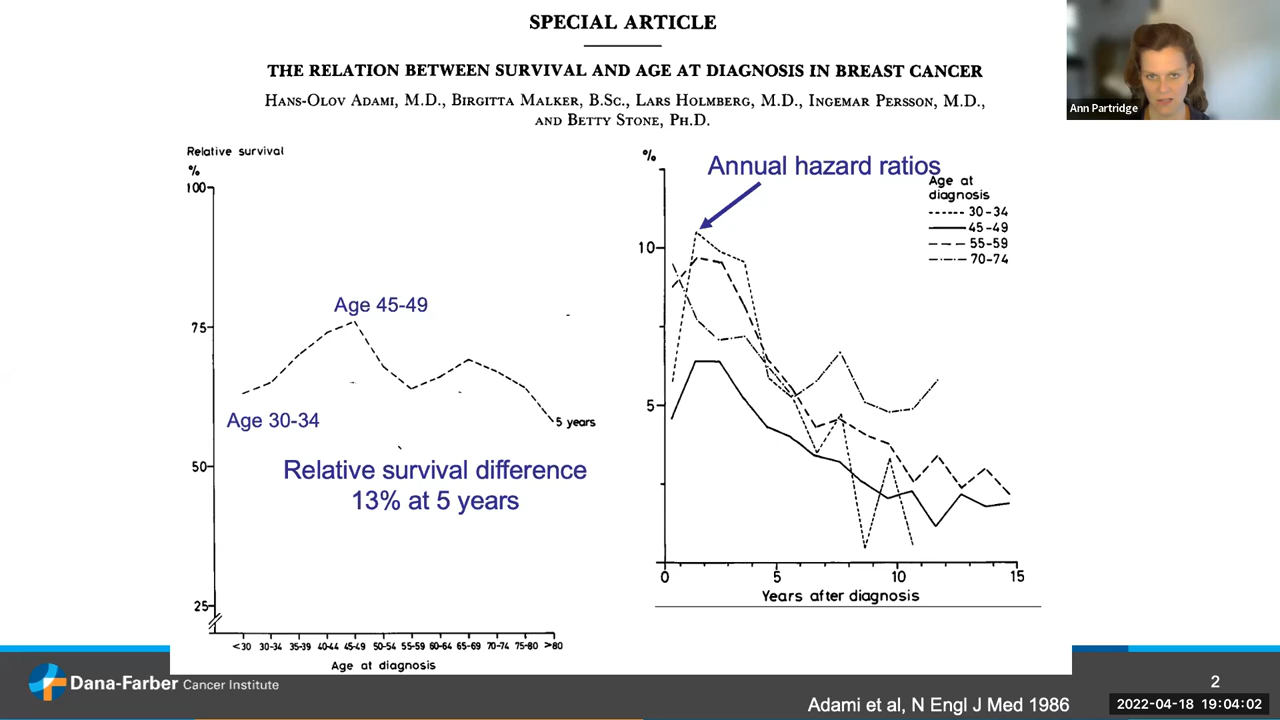 SPECIAL ARTICLE
THE RELATION BETWEEN SURVIVAL AND AGE AT DIAGNOSIS IN BREAST CANCER
HANS-OLOV ADAMI, M.D., BIRGITTA MALKER, B.SC., LARS HOLMBERG, M.D., INGEMAR PERSSON, M.D.,
AND BETTY STONE, PH.D.
Ann Partridge
Relative survival
%
100
75
50
25
Age 45-49
Age 30-34
5 years
Relative survival difference
13% at 5 years
<30 30-34 35-39 40-44 45-49 50-54 55-59 60-64 65-69 70-74 75-80 >80
Age at diagnosis
%
Annual hazard ratios
Age at
diagnosis
30-34
45-49
55-59
70-74
10
5
0 5 10 15
Years after diagnosis
Dana-Farber Cancer Institute
Adami et al, N Engl J Med 1986
2
2022-04-18 19:04:02